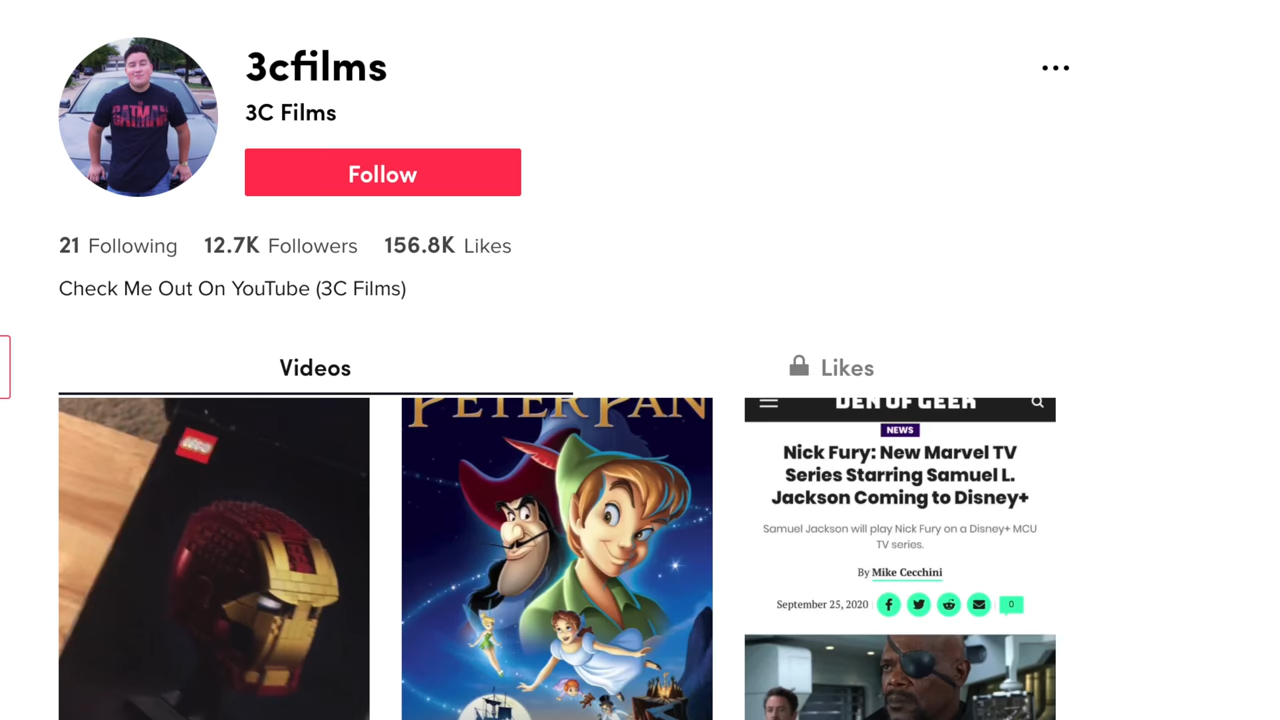 3cfilms
3C Films
Follow
21 Following 12.7K Followers 156.8K Likes
Check Me Out On YouTube (3C Films)
Videos
Likes
LEGO
PETER PAN
DEN OF GEEK
NEWS
Nick Fury: New Marvel TV
Series Starring Samuel L.
Jackson Coming to Disney+
Samuel Jackson will play Nick Fury on a Disney+ MCU
TV series.
By Mike Cecchini
September 25, 2020
0